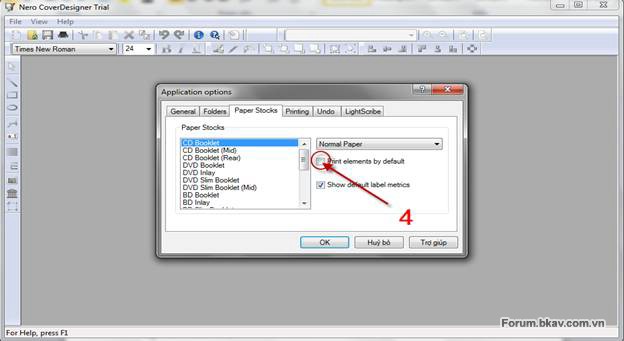 Nero CoverDesigner Trial
File View Help
Times New Roman 24
Application options
General Folders Paper Stocks Printing Undo LightScribe
Paper Stocks
CD Booklet
CD Booklet (Mid)
CD Booklet (Rear)
DVD Booklet
DVD Inlay
DVD Slim Booklet
DVD Slim Booklet (Mid)
BD Booklet
BD Inlay
BD Slim Booklet
Normal Paper
Print elements by default
Show default label metrics
4
OK Huỷ bỏ Trợ giúp
Forum.bkav.com.vn
For Help, press F1